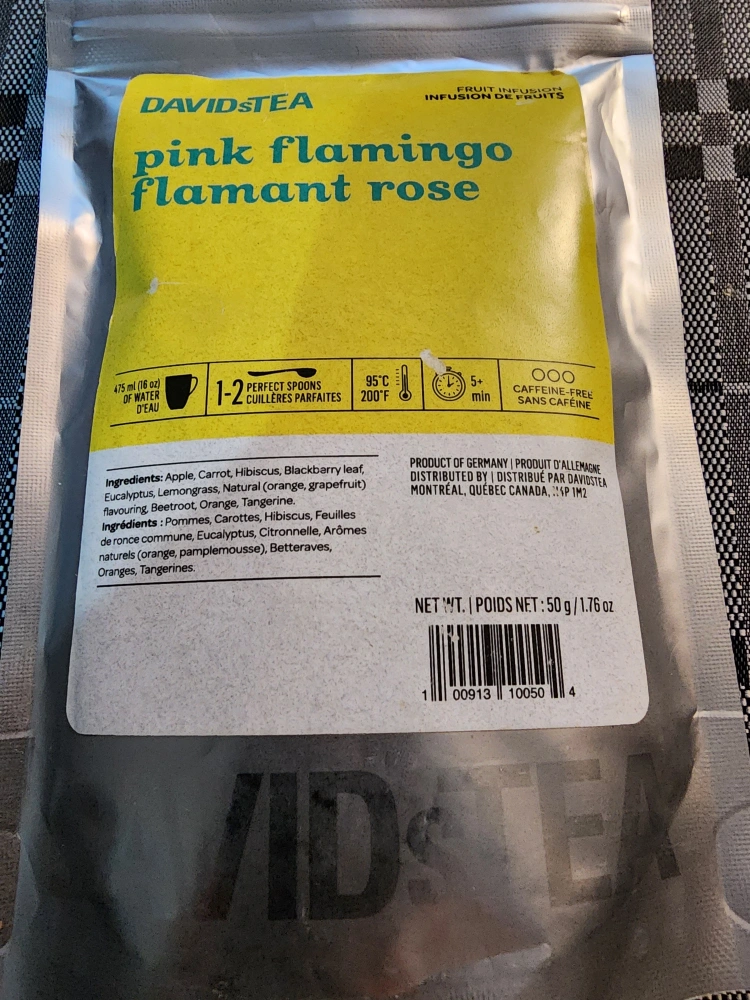 DAVIDsTEA
FRUIT INFUSION
INFUSION DE FRUITS
pink flamingo
flamant rose
475 ml (16 oz)
OF WATER
D'EAU
1-2 PERFECT SPOONS
CUILLÈRES PARFAITES
95°C
200°F
5+
min
CAFFEINE-FREE
SANS CAFÉINE
Ingredients: Apple, Carrot, Hibiscus, Blackberry leaf,
Eucalyptus, Lemongrass, Natural (orange, grapefruit)
flavouring, Beetroot, Orange, Tangerine.
Ingrédients : Pommes, Carottes, Hibiscus, Feuilles
de ronce commune, Eucalyptus, Citronnelle, Arômes
naturels (orange, pamplemousse), Betteraves,
Oranges, Tangerines.
PRODUCT OF GERMANY | PRODUIT D'ALLEMAGNE
DISTRIBUTED BY | DISTRIBUÉ PAR DAVIDSTEA
MONTRÉAL, QUÉBEC CANADA, 1M2
NET WT. | POIDS NET : 50 g / 1.76 oz
1 00913 10050 4
DAVIDsTEA